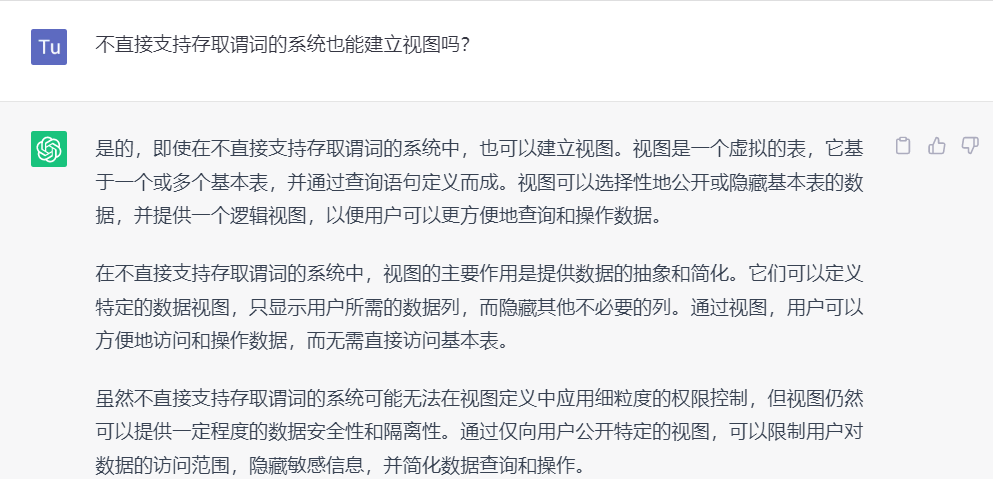 Tu
不直接支持存取谓词的系统也能建立视图吗？
是的，即使在不直接支持存取谓词的系统中，也可以建立视图。视图是一个虚拟的表，它基
于一个或多个基本表，并通过查询语句定义而成。视图可以选择性地公开或隐藏基本表的数
据，并提供一个逻辑视图，以便用户可以更方便地查询和操作数据。
在不直接支持存取谓词的系统中，视图的主要作用是提供数据的抽象和简化。它们可以定义
特定的数据视图，只显示用户所需的数据列，而隐藏其他不必要的列。通过视图，用户可以
方便地访问和操作数据，而无需直接访问基本表。
虽然不直接支持存取谓词的系统可能无法在视图定义中应用细粒度的权限控制，但视图仍然
可以提供一定程度的数据安全性和隔离性。通过仅向用户公开特定的视图，可以限制用户对
数据的访问范围，隐藏敏感信息，并简化数据查询和操作。